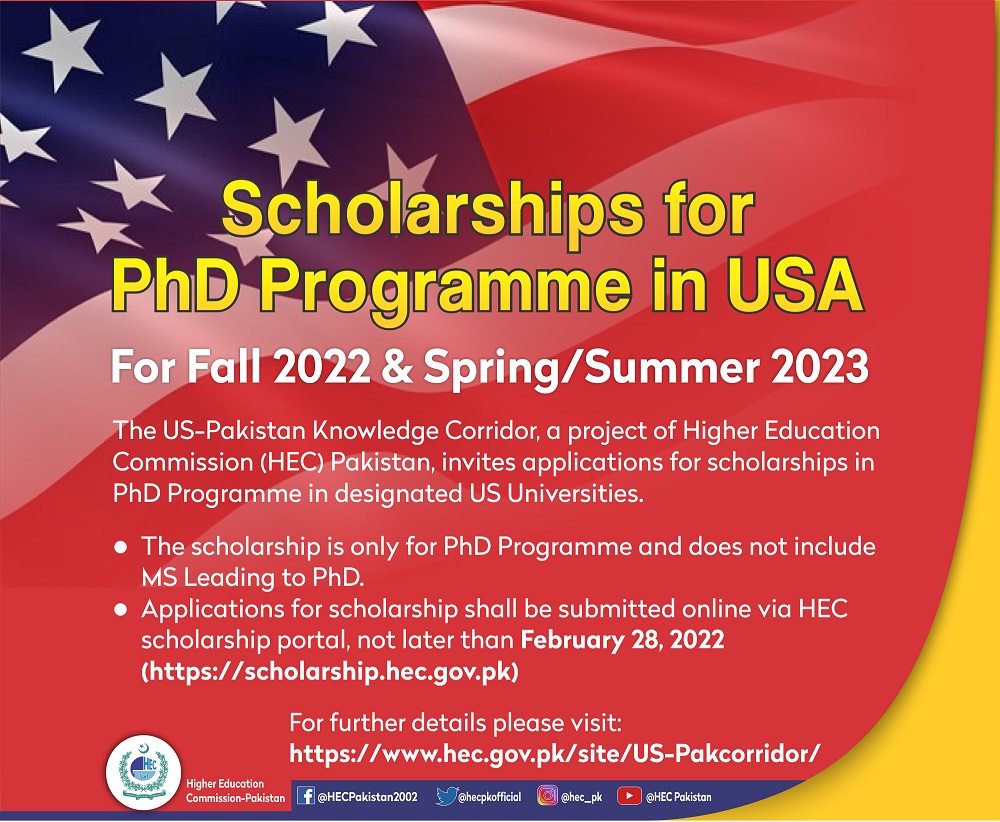 Scholarships for
PhD Programme in USA
For Fall 2022 & Spring/Summer 2023
The US-Pakistan Knowledge Corridor, a project of Higher Education
Commission (HEC) Pakistan, invites applications for scholarships in
PhD Programme in designated US Universities.
● The scholarship is only for PhD Programme and does not include
MS Leading to PhD.
● Applications for scholarship shall be submitted online via HEC
scholarship portal, not later than February 28, 2022
(https://scholarship.hec.gov.pk)
For further details please visit:
https://www.hec.gov.pk/site/US-Pakcorridor/
HEC
Higher Education
Commission-Pakistan
@HECPakistan2002 @hecpkofficial @hec_pk @HEC Pakistan